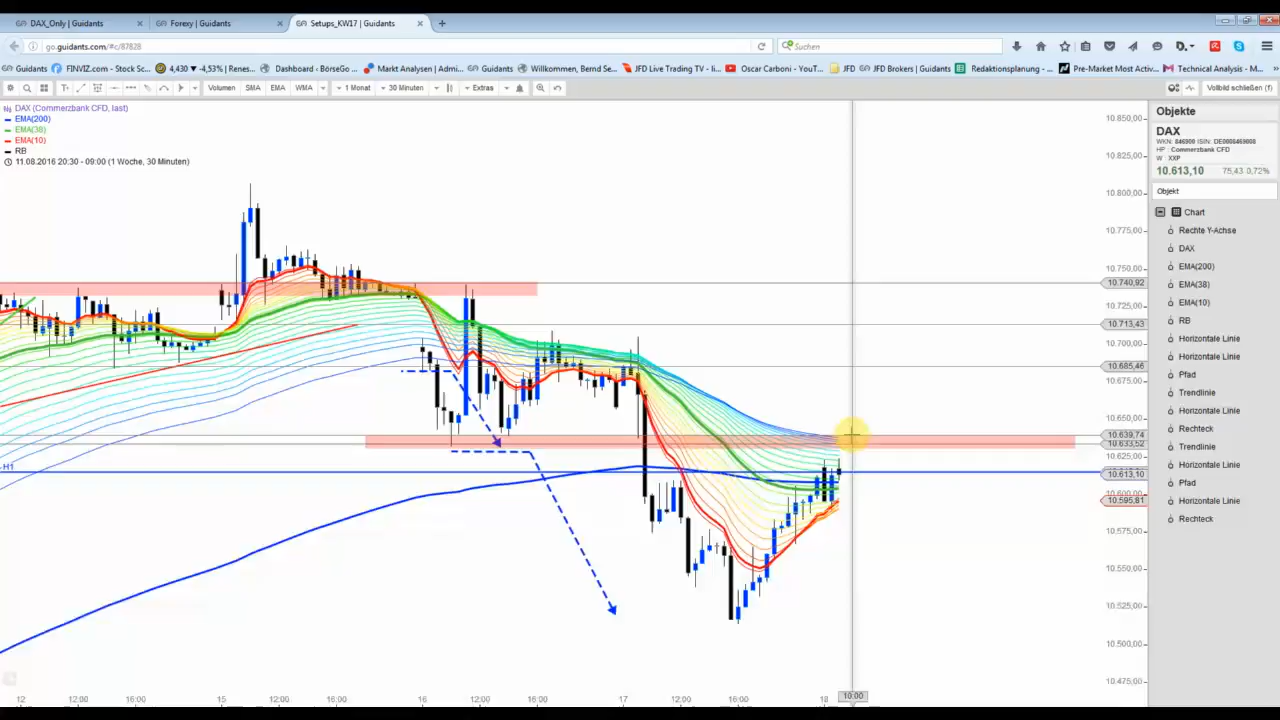 DAX_Only | Guidants
Forexy | Guidants
Setups_KW17 | Guidants
go.guidants.com/#c/87828
Suchen
Guidants
FINVIZ.com - Stock Sc...
4,430 -4,53% | Renes...
Dashboard - BörseGo ...
Markt Analysen | Admi...
Guidants
Willkommen, Bernd Se...
JFD Live Trading TV - li...
Oscar Carboni - YouT...
JFD
JFD Brokers | Guidants
Redaktionsplanung - ...
Pre-Market Most Activ...
Technical Analysis - M...
Volumen
SMA
EMA
WMA
1 Monat
30 Minuten
Extras
Vollbild schließen (f)
DAX (Commerzbank CFD, last)
EMA(200)
EMA(38)
EMA(10)
RB
11.08.2016 20:30 - 09:00 (1 Woche, 30 Minuten)
H1
10.850,00
10.825,00
10.800,00
10.775,00
10.750,00
10.740,92
10.725,00
10.713,43
10.700,00
10.685,46
10.675,00
10.650,00
10.639,74
10.633,52
10.625,00
10.613,10
10.600,00
10.595,81
10.575,00
10.550,00
10.525,00
10.500,00
10.475,00
12
12:00
16:00
15
12:00
16:00
16
12:00
16:00
17
12:00
16:00
18
10:00
Objekte
DAX
WKN: 846900 ISIN: DE0008469008
HP : Commerzbank CFD
W : XXP
10.613,10 75,43 0,72%
Objekt
Chart
Rechte Y-Achse
DAX
EMA(200)
EMA(38)
EMA(10)
RB
Horizontale Linie
Horizontale Linie
Pfad
Trendlinie
Horizontale Linie
Rechteck
Trendlinie
Horizontale Linie
Pfad
Horizontale Linie
Rechteck